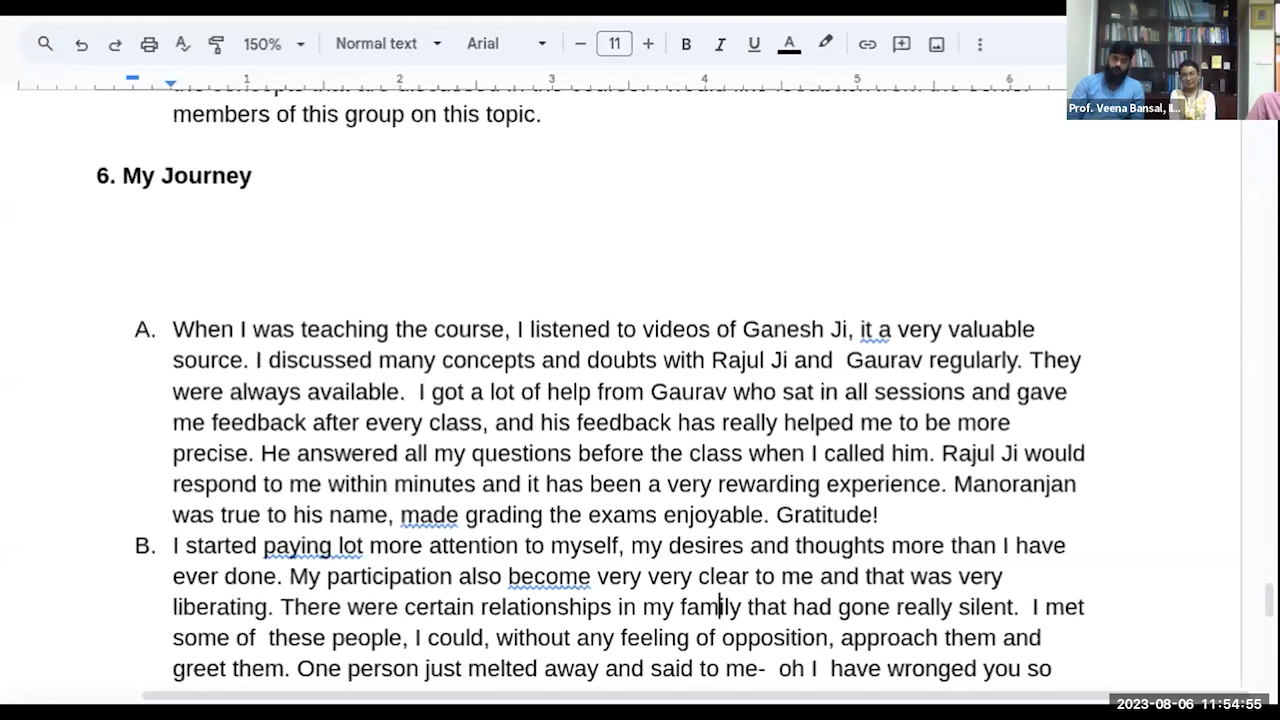 150% Normal text Arial 11 B I U A
1 2 3 4 5 6
Prof. Veena Bansal, I...
members of this group on this topic.
6. My Journey
A. When I was teaching the course, I listened to videos of Ganesh Ji, it a very valuable
source. I discussed many concepts and doubts with Rajul Ji and Gaurav regularly. They
were always available. I got a lot of help from Gaurav who sat in all sessions and gave
me feedback after every class, and his feedback has really helped me to be more
precise. He answered all my questions before the class when I called him. Rajul Ji would
respond to me within minutes and it has been a very rewarding experience. Manoranjan
was true to his name, made grading the exams enjoyable. Gratitude!
B. I started paying lot more attention to myself, my desires and thoughts more than I have
ever done. My participation also become very very clear to me and that was very
liberating. There were certain relationships in my family that had gone really silent. I met
some of these people, I could, without any feeling of opposition, approach them and
greet them. One person just melted away and said to me- oh I have wronged you so
2023-08-06 11:54:55